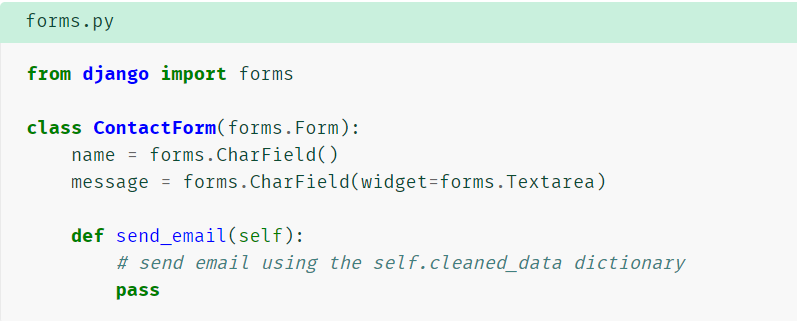 forms.py
from django import forms
class ContactForm(forms.Form):
    name = forms.CharField()
    message = forms.CharField(widget=forms.Textarea)
    def send_email(self):
        # send email using the self.cleaned_data dictionary
        pass